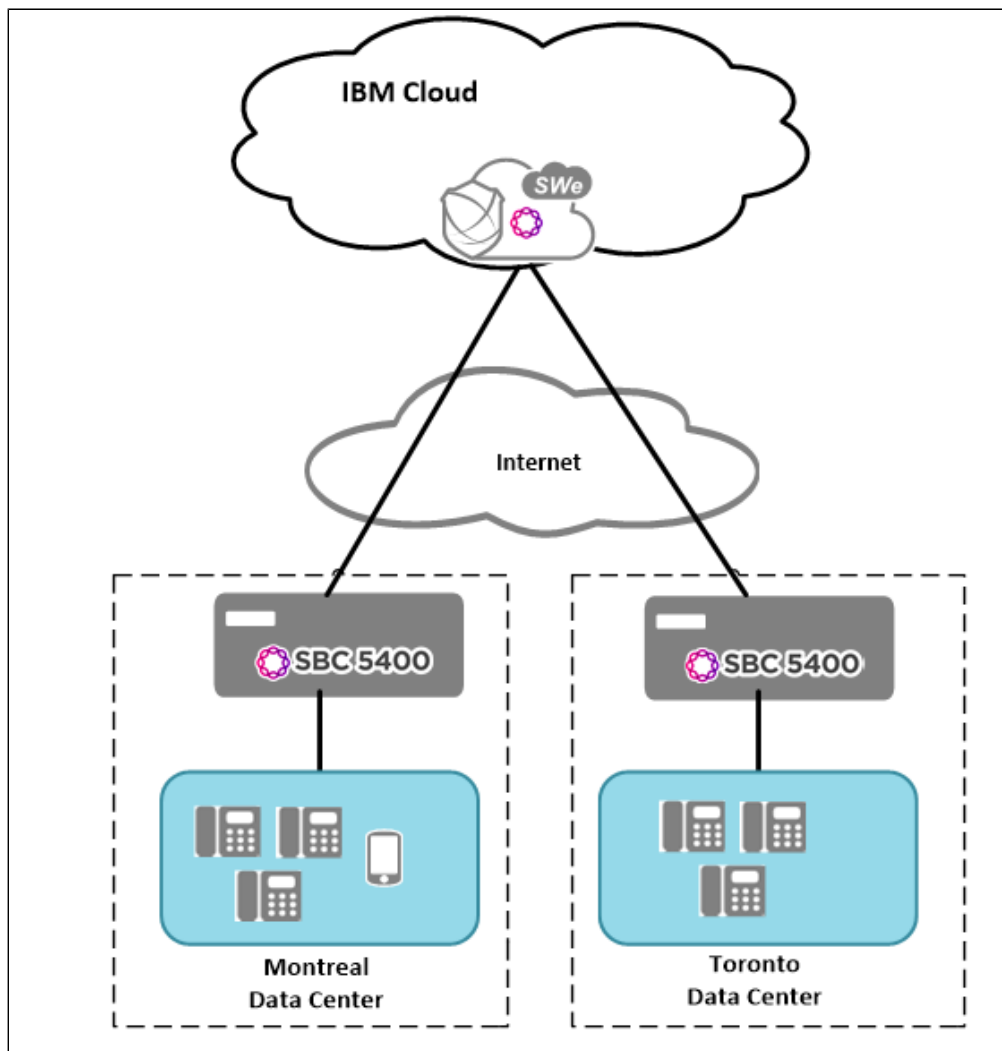 IBM Cloud
SWe
Internet
SBC 5400
SBC 5400
Montreal
Data Center
Toronto
Data Center